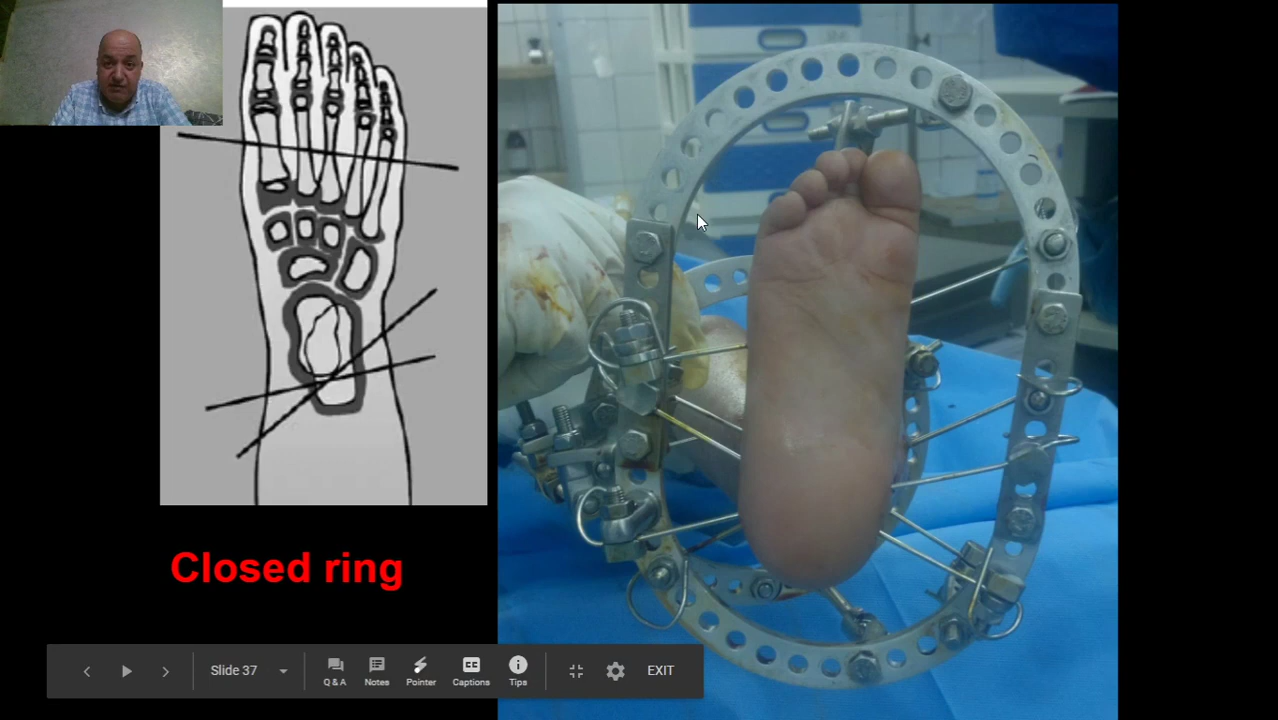 Closed ring
Slide 37
Q & A
Notes
Pointer
Captions
Tips
EXIT